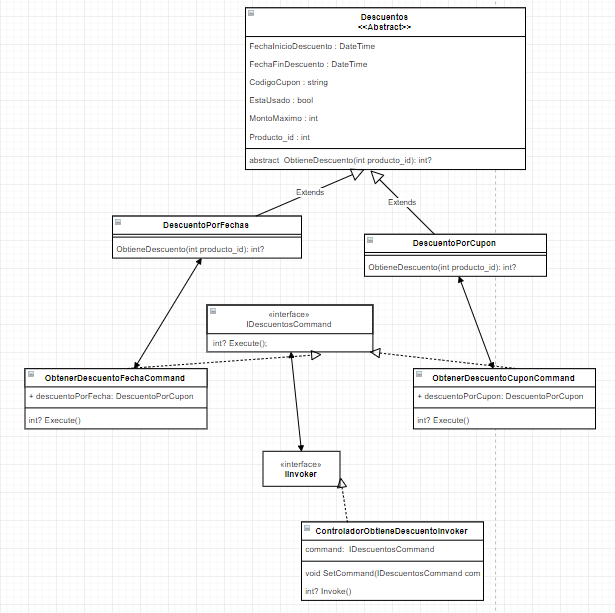 Descuentos
<<Abstract>>
FechaInicioDescuento : DateTime
FechaFinDescuento : DateTime
CodigoCupon : string
EstaUsado : bool
MontoMaximo : int
Producto_id : int
abstract ObtieneDescuento(int producto_id): int?
Extends
Extends
DescuentoPorFechas
ObtieneDescuento(int producto_id): int?
DescuentoPorCupon
ObtieneDescuento(int producto_id): int?
«interface»
IDescuentosCommand
int? Execute();
ObtenerDescuentoFechaCommand
+ descuentoPorFecha: DescuentoPorCupon
int? Execute()
ObtenerDescuentoCuponCommand
+ descuentoPorCupon: DescuentoPorCupon
int? Execute()
«interface»
IInvoker
ControladorObtieneDescuentoInvoker
command: IDescuentosCommand
void SetCommand(IDescuentosCommand com
int? Invoke()